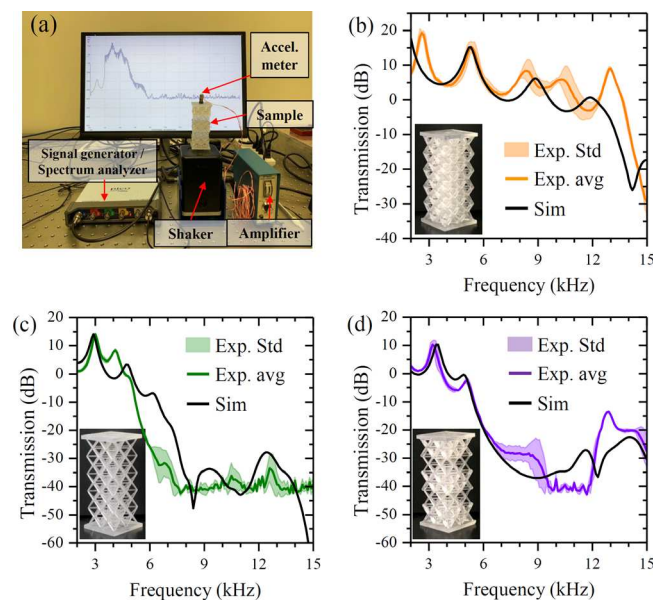 (a)
Accel.
meter
Sample
Signal generator /
Spectrum analyzer
Shaker
Amplifier
(b)
30
20
10
0
-10
-20
-30
-40
Transmission (dB)
Exp. Std
Exp. avg
Sim
3 6 9 12 15
Frequency (kHz)
(c)
20
10
0
-10
-20
-30
-40
-50
-60
Transmission (dB)
Exp. Std
Exp. avg
Sim
3 6 9 12 15
Frequency (kHz)
(d)
20
10
0
-10
-20
-30
-40
-50
-60
Transmission (dB)
Exp. Std
Exp. avg
Sim
3 6 9 12 15
Frequency (kHz)